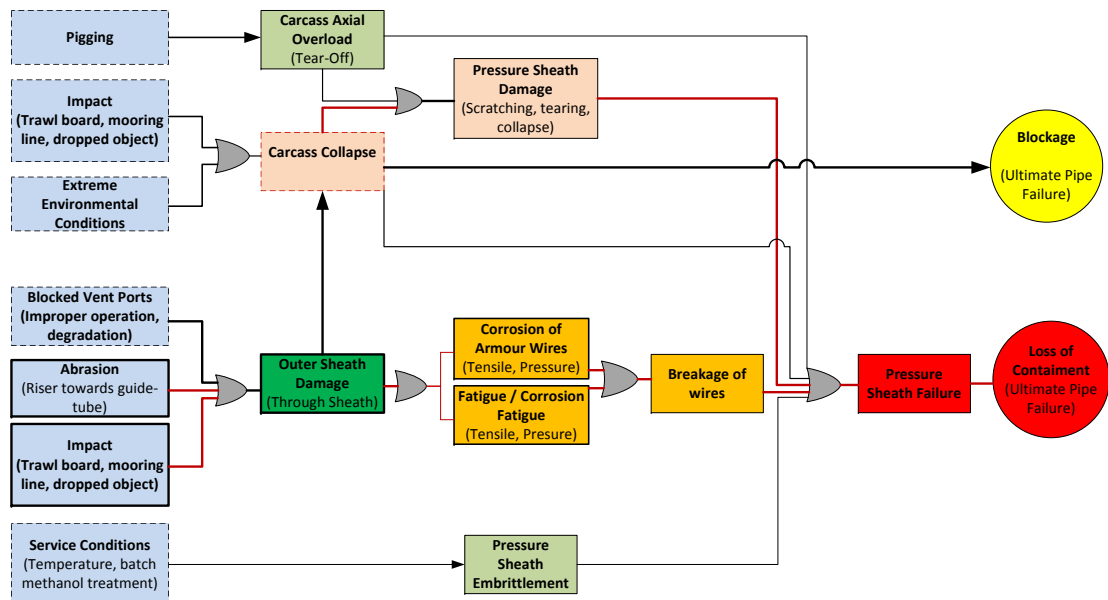 Pigging
Carcass Axial
Overload
(Tear-Off)
Pressure Sheath
Damage
(Scratching, tearing,
collapse)
Impact
(Trawl board, mooring
line, dropped object)
Carcass Collapse
Blockage
(Ultimate Pipe
Failure)
Extreme
Environmental
Conditions
Blocked Vent Ports
(Improper operation,
degradation)
Abrasion
(Riser towards guide-
tube)
Impact
(Trawl board, mooring
line, dropped object)
Outer Sheath
Damage
(Through Sheath)
Corrosion of
Armour Wires
(Tensile, Pressure)
Fatigue / Corrosion
Fatigue
(Tensile, Presure)
Breakage of
wires
Pressure
Sheath Failure
Loss of
Contaiment
(Ultimate Pipe
Failure)
Service Conditions
(Temperature, batch
methanol treatment)
Pressure
Sheath
Embrittlement